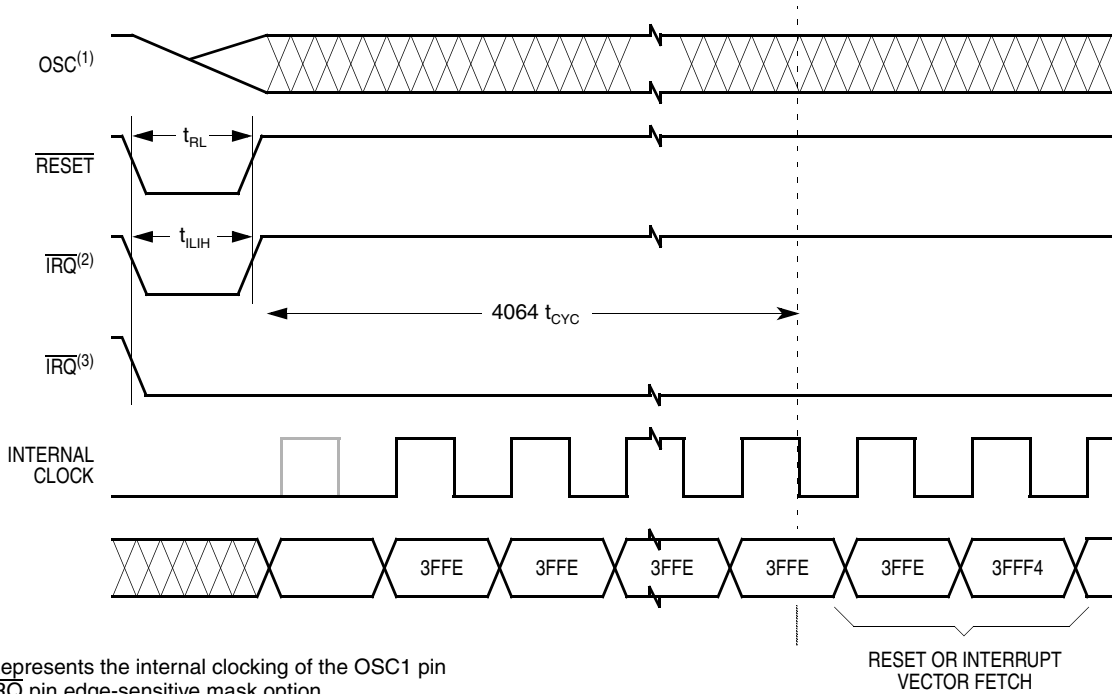 OSC(1)
tRL
RESET
tILIH
IRQ(2)
4064 tCYC
IRQ(3)
INTERNAL
CLOCK
3FFE 3FFE 3FFE 3FFE 3FFE 3FFF4
RESET OR INTERRUPT
VECTOR FETCH
epresents the internal clocking of the OSC1 pin
pin edge-sensitive mask option